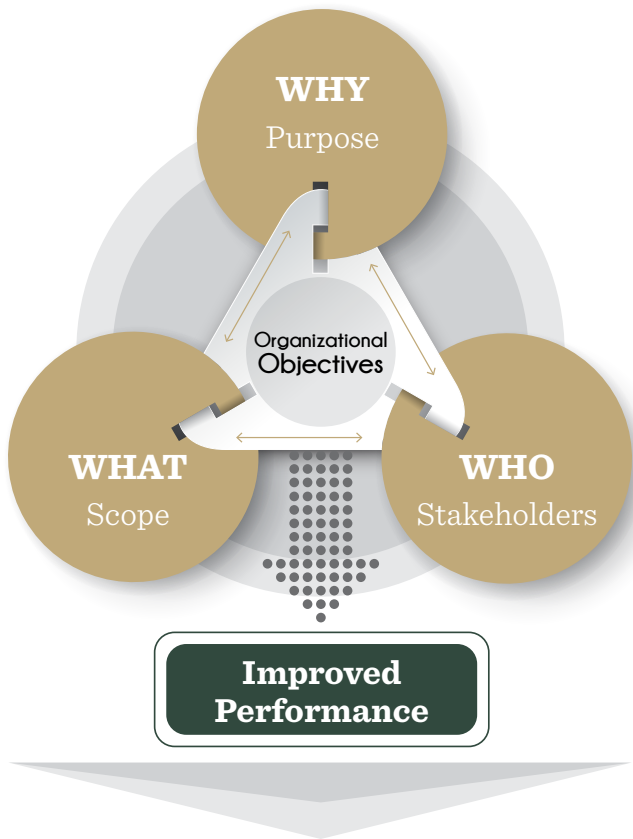 WHY
Purpose
Organizational
Objectives
WHAT
Scope
WHO
Stakeholders
Improved
Performance